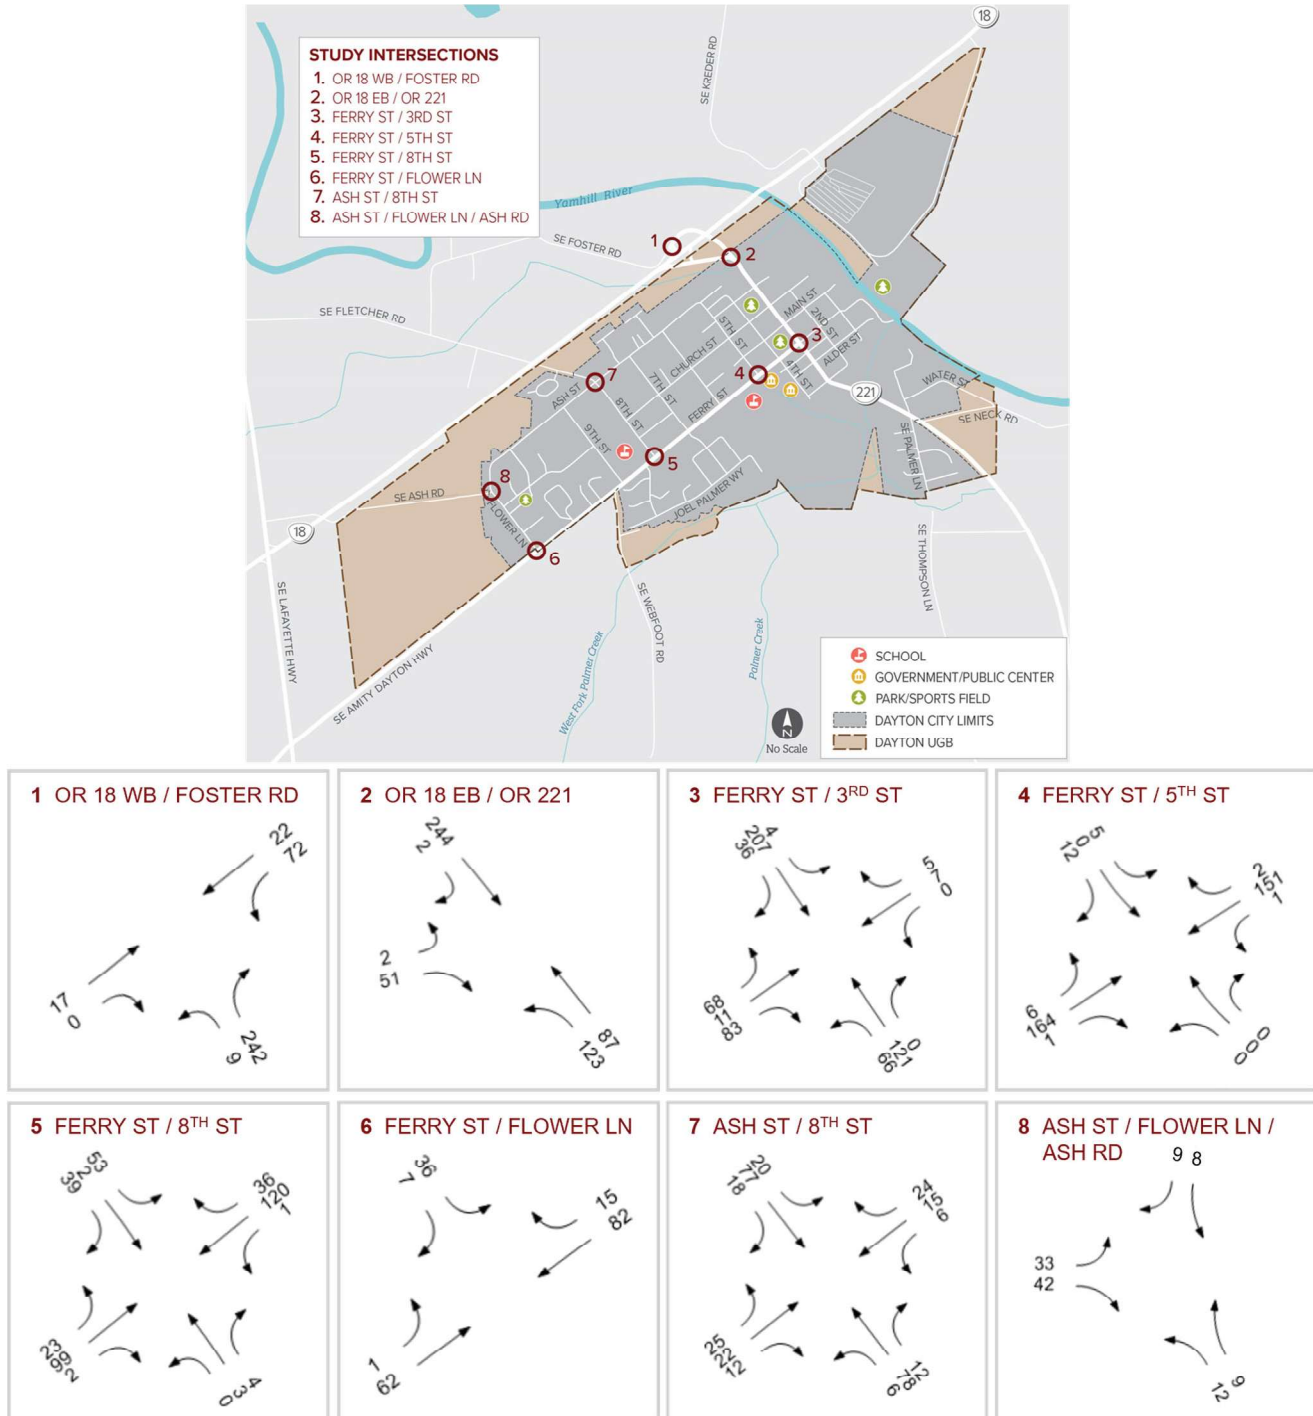 STUDY INTERSECTIONS
1. OR 18 WB / FOSTER RD
2. OR 18 EB / OR 221
3. FERRY ST / 3RD ST
4. FERRY ST / 5TH ST
5. FERRY ST / 8TH ST
6. FERRY ST / FLOWER LN
7. ASH ST / 8TH ST
8. ASH ST / FLOWER LN / ASH RD
18
SE KREDER RD
Yamhill River
SE FOSTER RD
1
2
SE FLETCHER RD
MAIN ST
2ND ST
3
5TH ST
ALDER ST
CHURCH ST
4TH ST
4
7
ASH ST
7TH ST
FERRY ST
221
WATER ST
SE NECK RD
8TH ST
9TH ST
5
SE PALMER LN
8
SE ASH RD
JOEL PALMER WY
FLOWER LN
18
6
SE LAFAYETTE HWY
SE WEBFOOT RD
SE THOMPSON LN
West Fork Palmer Creek
Palmer Creek
SE AMITY DAYTON HWY
N
No Scale
SCHOOL
GOVERNMENT/PUBLIC CENTER
PARK/SPORTS FIELD
DAYTON CITY LIMITS
DAYTON UGB
1 OR 18 WB / FOSTER RD
22
72
17
0
242
9
2 OR 18 EB / OR 221
244
2
2
51
87
123
3 FERRY ST / 3RD ST
4
207
36
5
7
0
68
11
83
0
121
66
4 FERRY ST / 5TH ST
5
0
12
2
151
1
6
164
1
0
0
0
5 FERRY ST / 8TH ST
53
2
39
36
120
1
23
99
2
4
3
0
6 FERRY ST / FLOWER LN
36
7
15
82
1
62
7 ASH ST / 8TH ST
20
77
18
24
15
6
25
22
12
12
78
6
8 ASH ST / FLOWER LN /
ASH RD
9 8
33
42
9
12